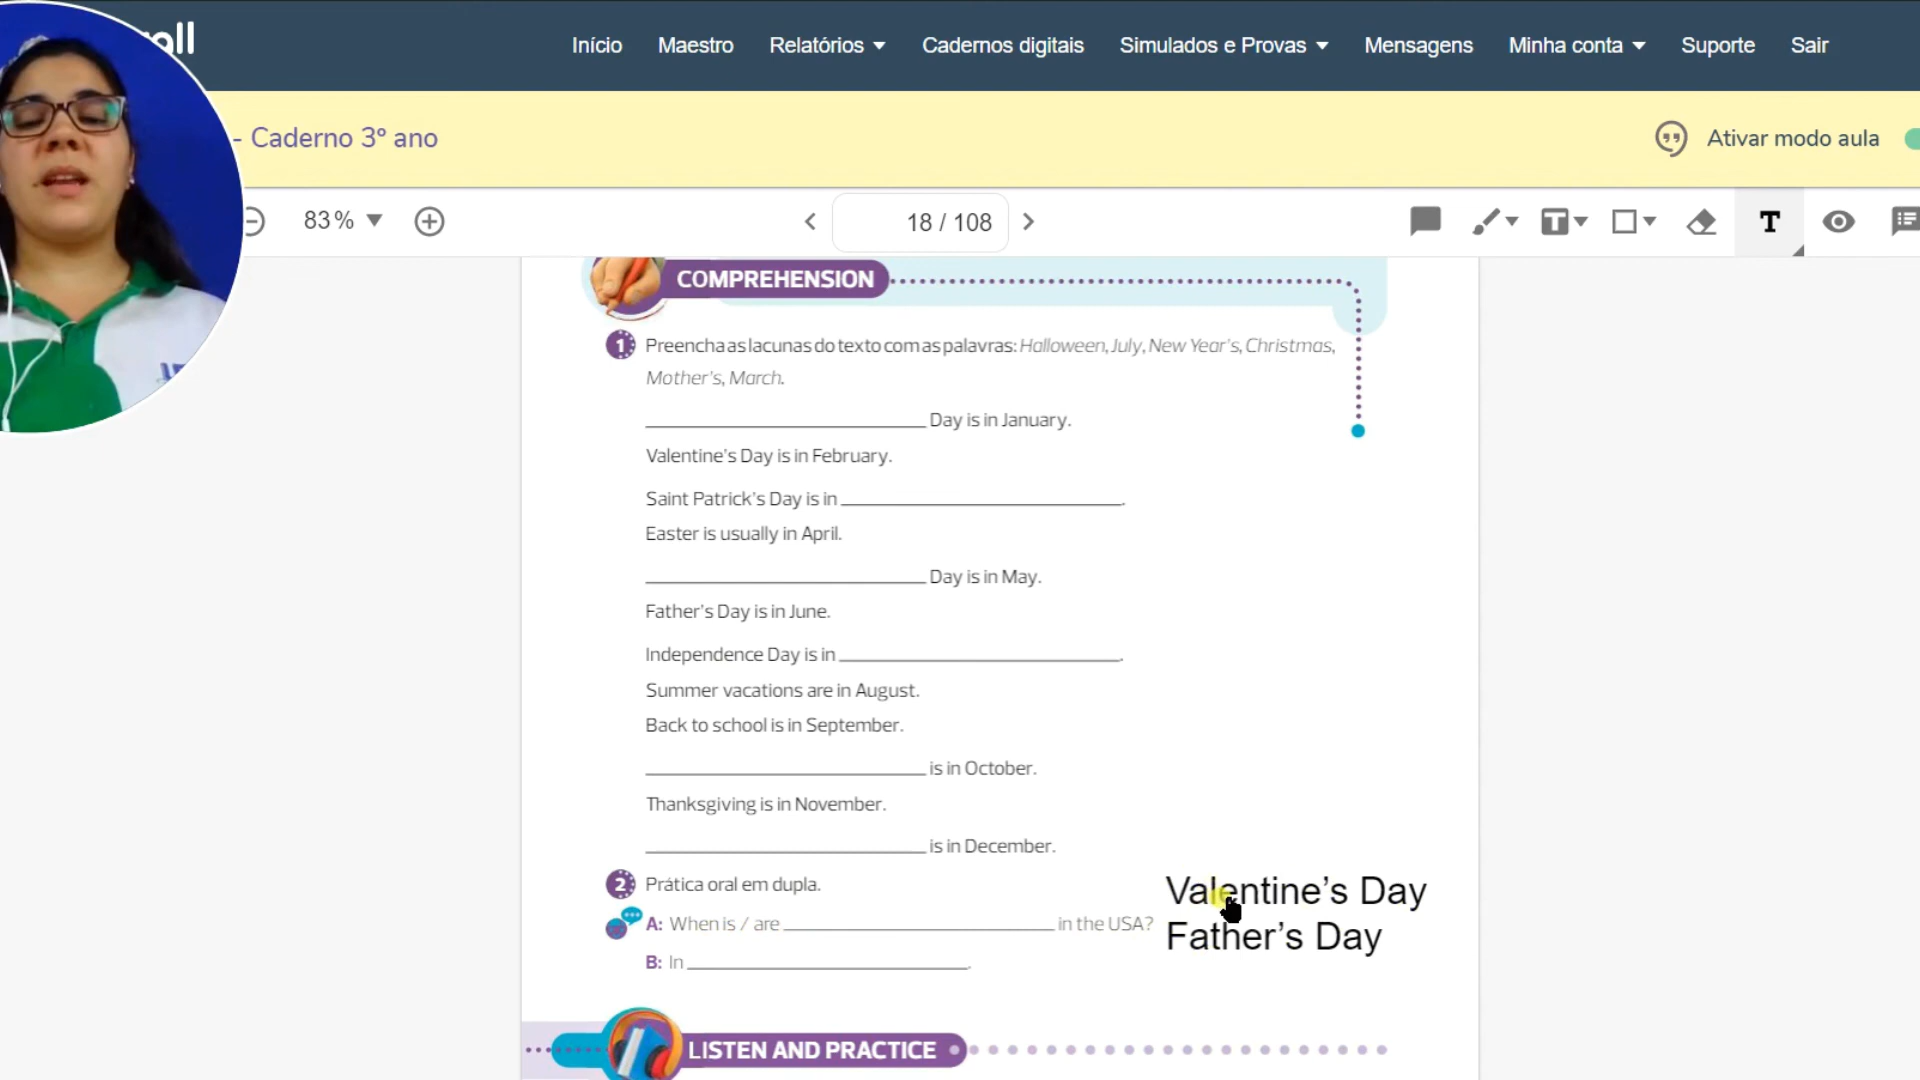 Início Maestro Relatórios Cadernos digitais Simulados e Provas Mensagens Minha conta Suporte Sair
- Caderno 3º ano
Ativar modo aula
83% 18 / 108 T T
COMPREHENSION
1 Preencha as lacunas do texto com as palavras: Halloween, July, New Year's, Christmas,
Mother's, March.
Day is in January.
Valentine's Day is in February.
Saint Patrick's Day is in .
Easter is usually in April.
Day is in May.
Father's Day is in June.
Independence Day is in .
Summer vacations are in August.
Back to school is in September.
is in October.
Thanksgiving is in November.
is in December.
2 Prática oral em dupla.
A: When is / are in the USA?
B: In .
Valentine's Day
Father's Day
LISTEN AND PRACTICE